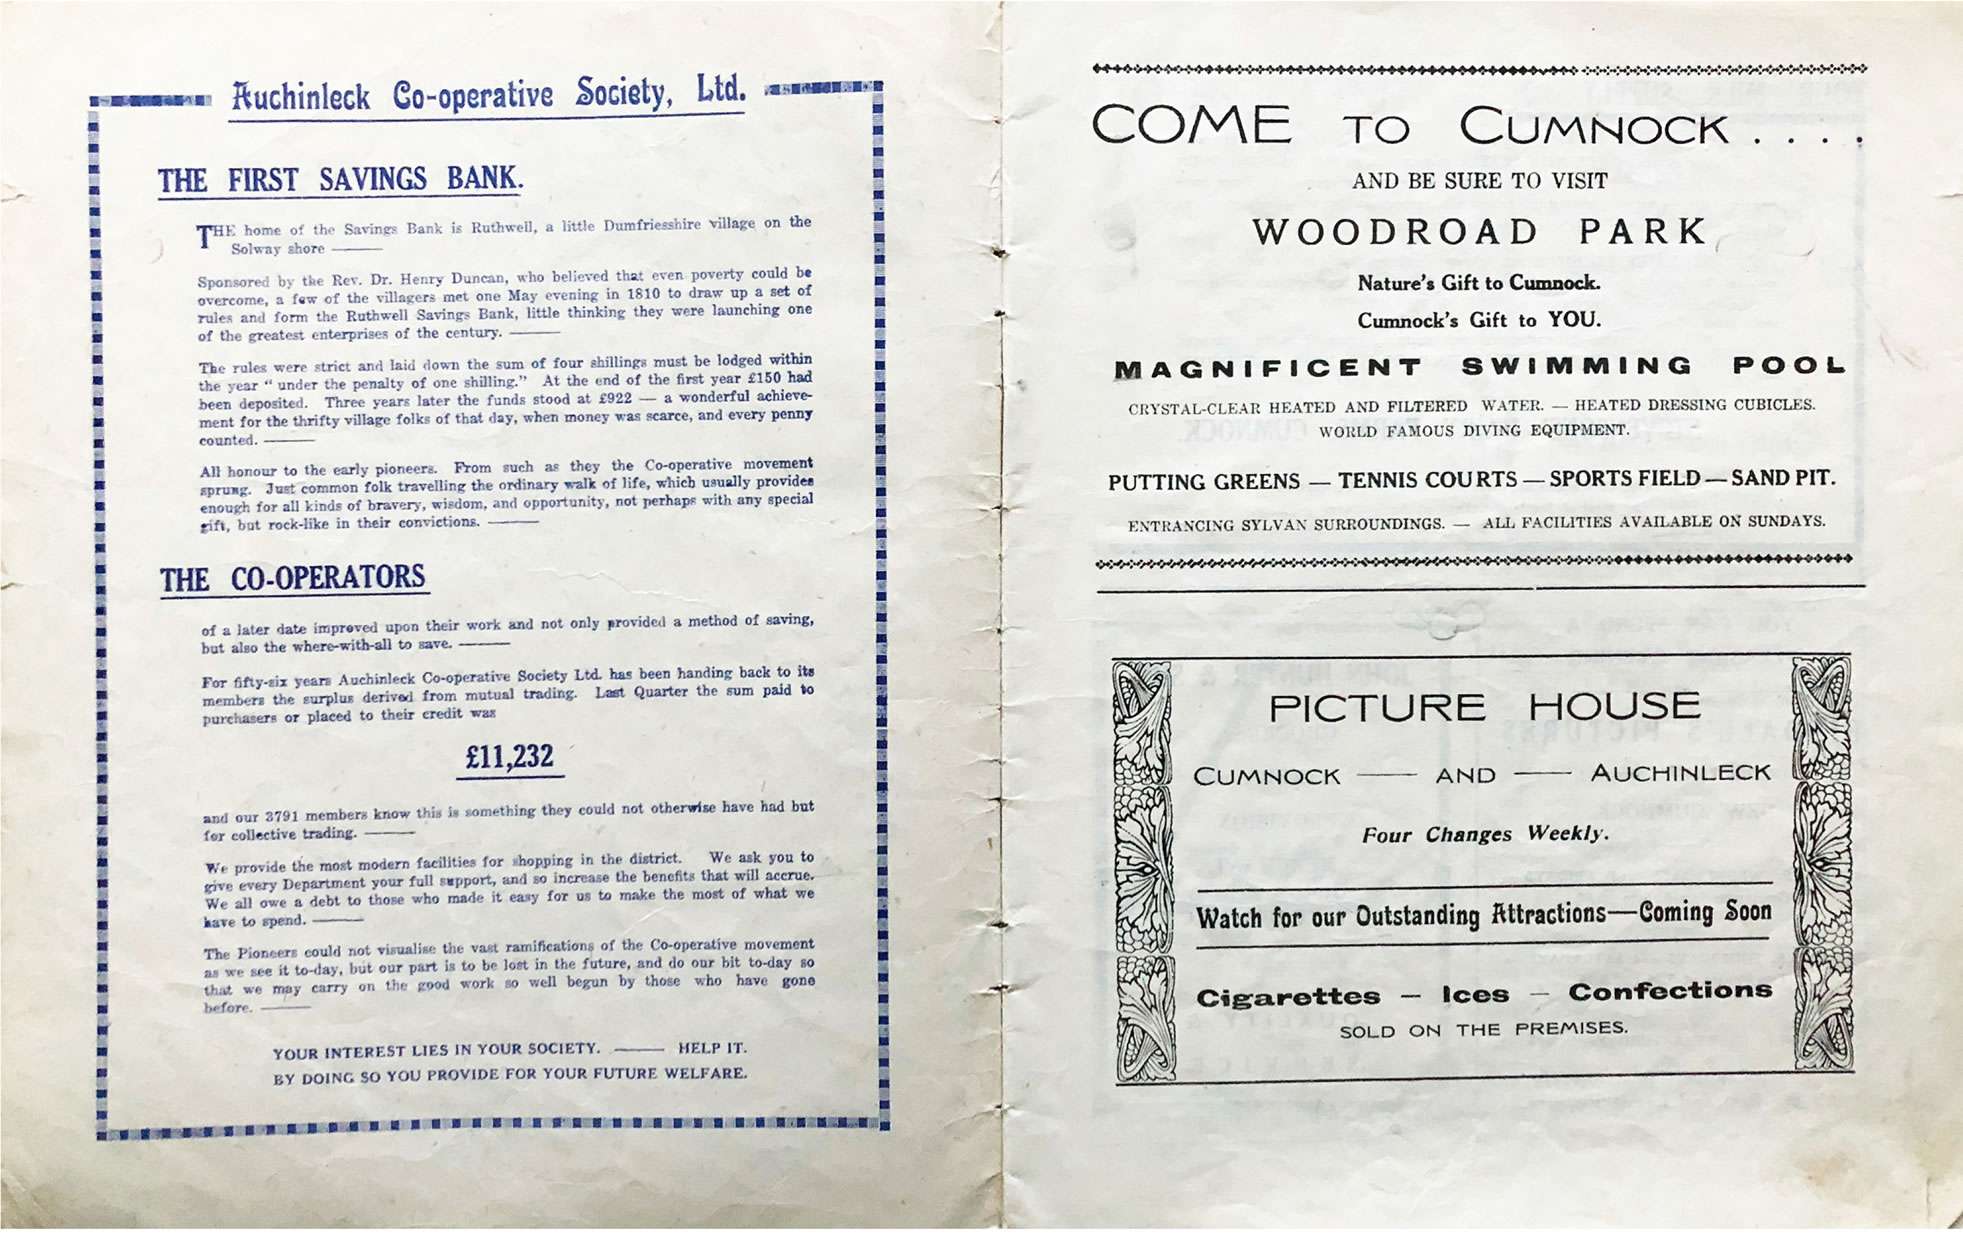 Auchinleck Co-operative Society, Ltd.
THE FIRST SAVINGS BANK.
THE home of the Savings Bank is Ruthwell, a little Dumfriesshire village on the
Solway shore ———
Sponsored by the Rev. Dr. Henry Duncan, who believed that even poverty could be
overcome, a few of the villagers met one May evening in 1810 to draw up a set of
rules and form the Ruthwell Savings Bank, little thinking they were launching one
of the greatest enterprises of the century. ———
The rules were strict and laid down the sum of four shillings must be lodged within
the year " under the penalty of one shilling." At the end of the first year £150 had
been deposited. Three years later the funds stood at £922 — a wonderful achieve-
ment for the thrifty village folks of that day, when money was scarce, and every penny
counted. ———
All honour to the early pioneers. From such as they the Co-operative movement
sprung. Just common folk travelling the ordinary walk of life, which usually provides
enough for all kinds of bravery, wisdom, and opportunity, not perhaps with any special
gift, but rock-like in their convictions. ———
THE CO-OPERATORS
of a later date improved upon their work and not only provided a method of saving,
but also the where-with-all to save. ———
For fifty-six years Auchinleck Co-operative Society Ltd. has been handing back to its
members the surplus derived from mutual trading. Last Quarter the sum paid to
purchasers or placed to their credit was
£11,232
and our 3791 members know this is something they could not otherwise have had but
for collective trading. ———
We provide the most modern facilities for shopping in the district. We ask you to
give every Department your full support, and so increase the benefits that will accrue.
We all owe a debt to those who made it easy for us to make the most of what we
have to spend. ———
The Pioneers could not visualise the vast ramifications of the Co-operative movement
as we see it to-day, but our part is to be lost in the future, and do our bit to-day so
that we may carry on the good work so well begun by those who have gone
before. ———
YOUR INTEREST LIES IN YOUR SOCIETY. ——— HELP IT.
BY DOING SO YOU PROVIDE FOR YOUR FUTURE WELFARE.
COME TO CUMNOCK . . . .
AND BE SURE TO VISIT
WOODROAD PARK
Nature's Gift to Cumnock.
Cumnock's Gift to YOU.
MAGNIFICENT SWIMMING POOL
CRYSTAL-CLEAR HEATED AND FILTERED WATER. — HEATED DRESSING CUBICLES.
WORLD FAMOUS DIVING EQUIPMENT.
PUTTING GREENS — TENNIS COURTS — SPORTS FIELD — SAND PIT.
ENTRANCING SYLVAN SURROUNDINGS. — ALL FACILITIES AVAILABLE ON SUNDAYS.
PICTURE HOUSE
CUMNOCK —— AND —— AUCHINLECK
Four Changes Weekly.
Watch for our Outstanding Attractions—Coming Soon
Cigarettes – Ices – Confections
SOLD ON THE PREMISES.